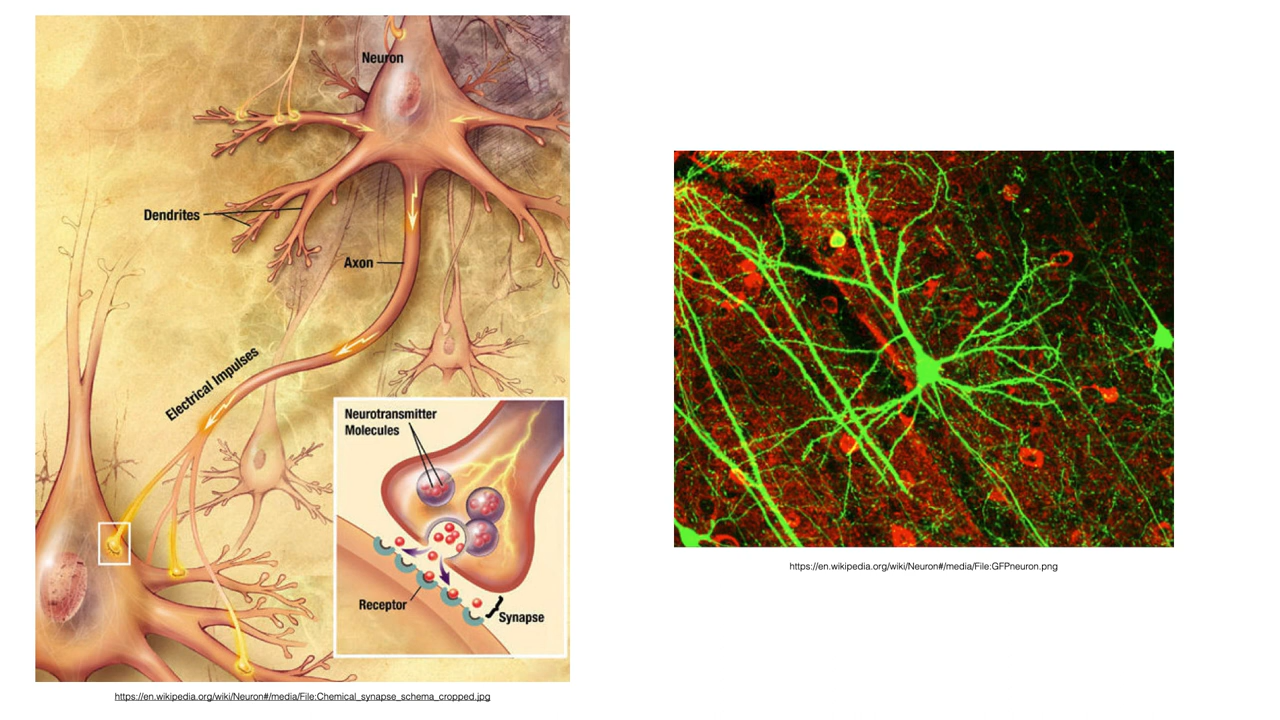 Neuron
Dendrites
Axon
Electrical Impulses
Neurotransmitter
Molecules
Receptor
Synapse
https://en.wikipedia.org/wiki/Neuron#/media/File:Chemical_synapse_schema_cropped.jpg
https://en.wikipedia.org/wiki/Neuron#/media/File:GFPneuron.png